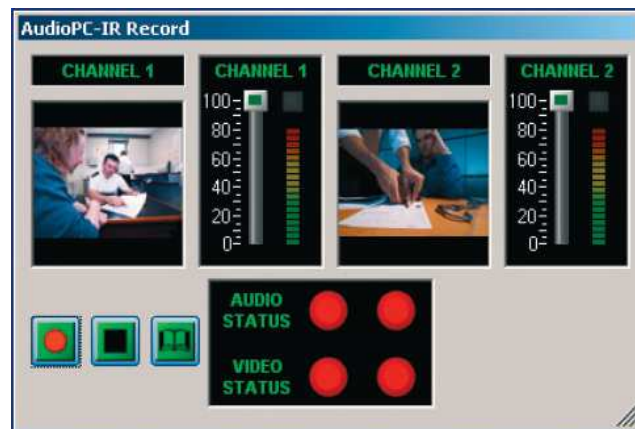 AudioPC-IR Record
CHANNEL 1
CHANNEL 1
CHANNEL 2
CHANNEL 2
100
80
60
40
20
0
100
80
60
40
20
0
AUDIO
STATUS
VIDEO
STATUS